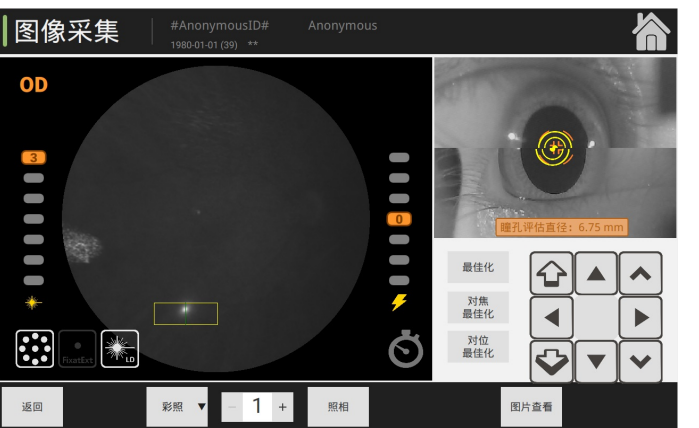 图像采集
#AnonymousID#
Anonymous
1980-01-01 (39) **
OD
3
0
FixatExt
LD
瞳孔评估直径: 6.75 mm
最佳化
对焦
最佳化
对位
最佳化
返回
彩照 ▼
− 1 +
照相
图片查看